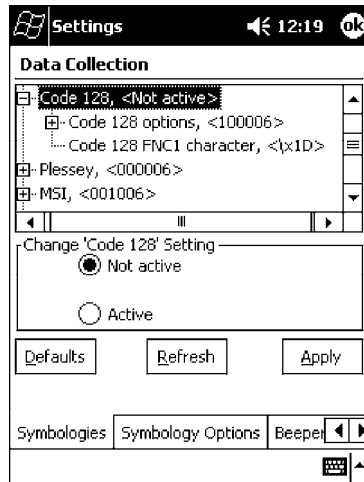 Settings 12:19 ok
Data Collection
Code 128, <Not active>
Code 128 options, <100006>
Code 128 FNC1 character, <\x1D>
Plessey, <000006>
MSI, <001006>
Change 'Code 128' Setting
Not active
Active
Defaults Refresh Apply
Symbologies Symbology Options Beeper